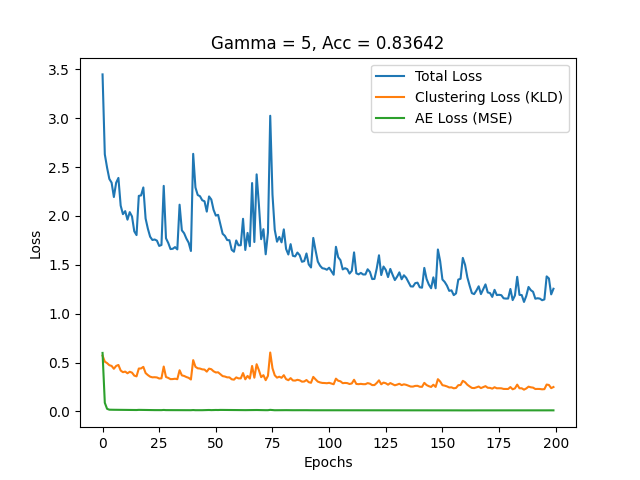 Gamma = 5, Acc = 0.83642
3.5
3.0
2.5
2.0
1.5
1.0
0.5
0.0
Loss
Total Loss
Clustering Loss (KLD)
AE Loss (MSE)
0 25 50 75 100 125 150 175 200
Epochs